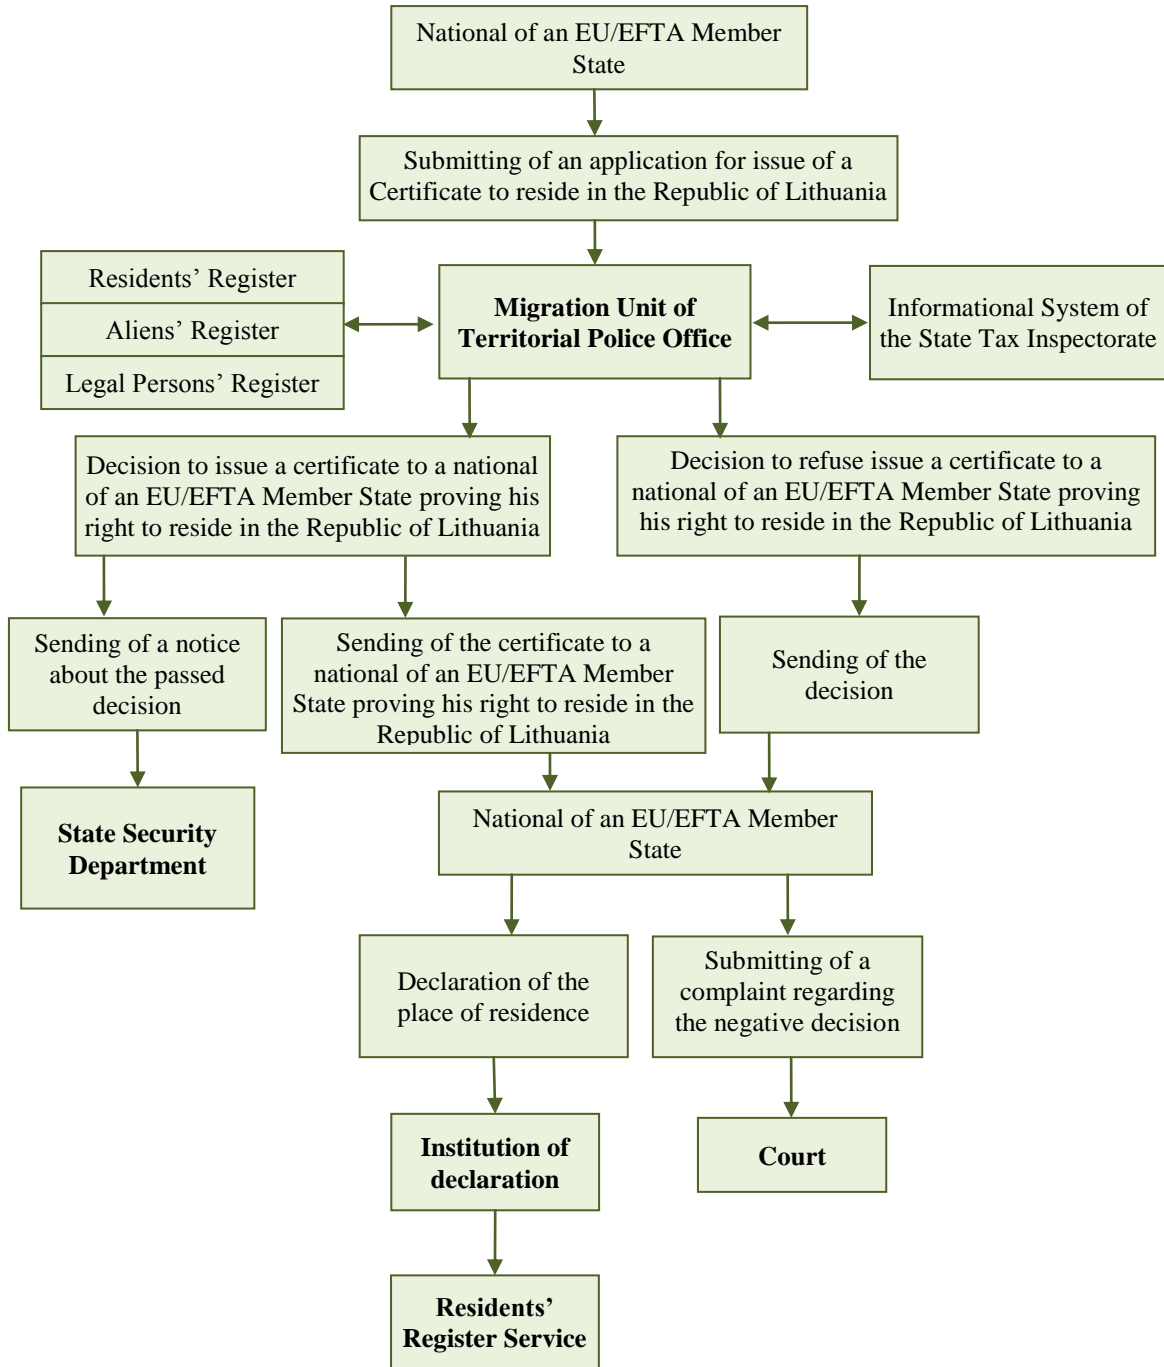 National of an EU/EFTA Member
State
Submitting of an application for issue of a
Certificate to reside in the Republic of Lithuania
Residents’ Register
Aliens’ Register
Legal Persons’ Register
Migration Unit of
Territorial Police Office
Informational System of
the State Tax Inspectorate
Decision to issue a certificate to a national
of an EU/EFTA Member State proving his
right to reside in the Republic of Lithuania
Decision to refuse issue a certificate to a
national of an EU/EFTA Member State proving
his right to reside in the Republic of Lithuania
Sending of a notice
about the passed
decision
Sending of the certificate to a
national of an EU/EFTA Member
State proving his right to reside in the
Republic of Lithuania
Sending of the
decision
State Security
Department
National of an EU/EFTA Member
State
Declaration of the
place of residence
Submitting of a
complaint regarding
the negative decision
Institution of
declaration
Court
Residents’
Register Service